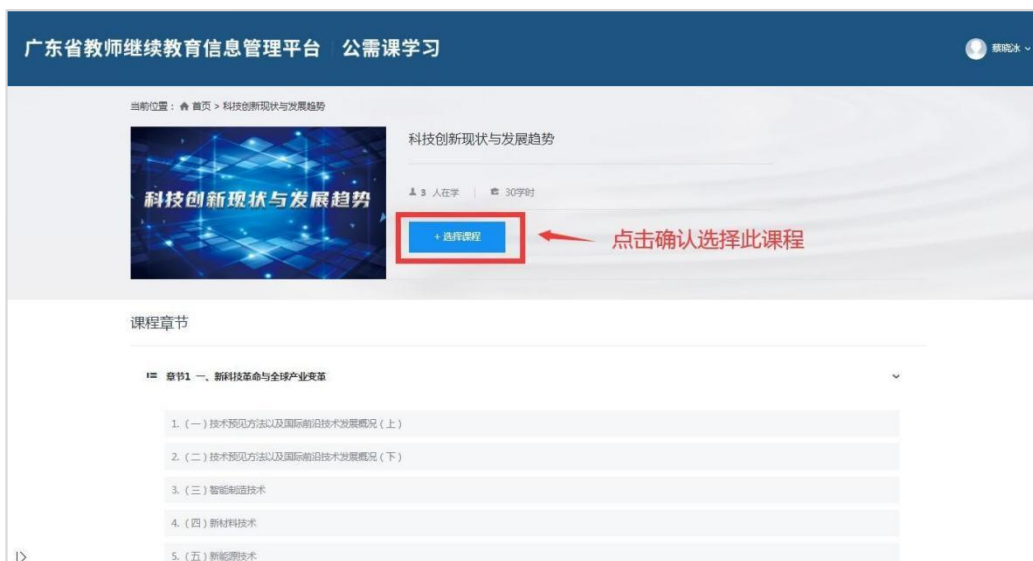 广东省教师继续教育信息管理平台 公需课学习
蔡晓冰
当前位置： 首页 > 科技创新现状与发展趋势
科技创新现状与发展趋势
科技创新现状与发展趋势
3 人在学 | 30学时
+ 选择课程
点击确认选择此课程
课程章节
章节1 一、新科技革命与全球产业变革
1. ( 一 ) 技术预见方法以及国际前沿技术发展概况 ( 上 )
2. ( 二 ) 技术预见方法以及国际前沿技术发展概况 ( 下 )
3. ( 三 ) 智能制造技术
4. ( 四 ) 新材料技术
5. ( 五 ) 新能源技术